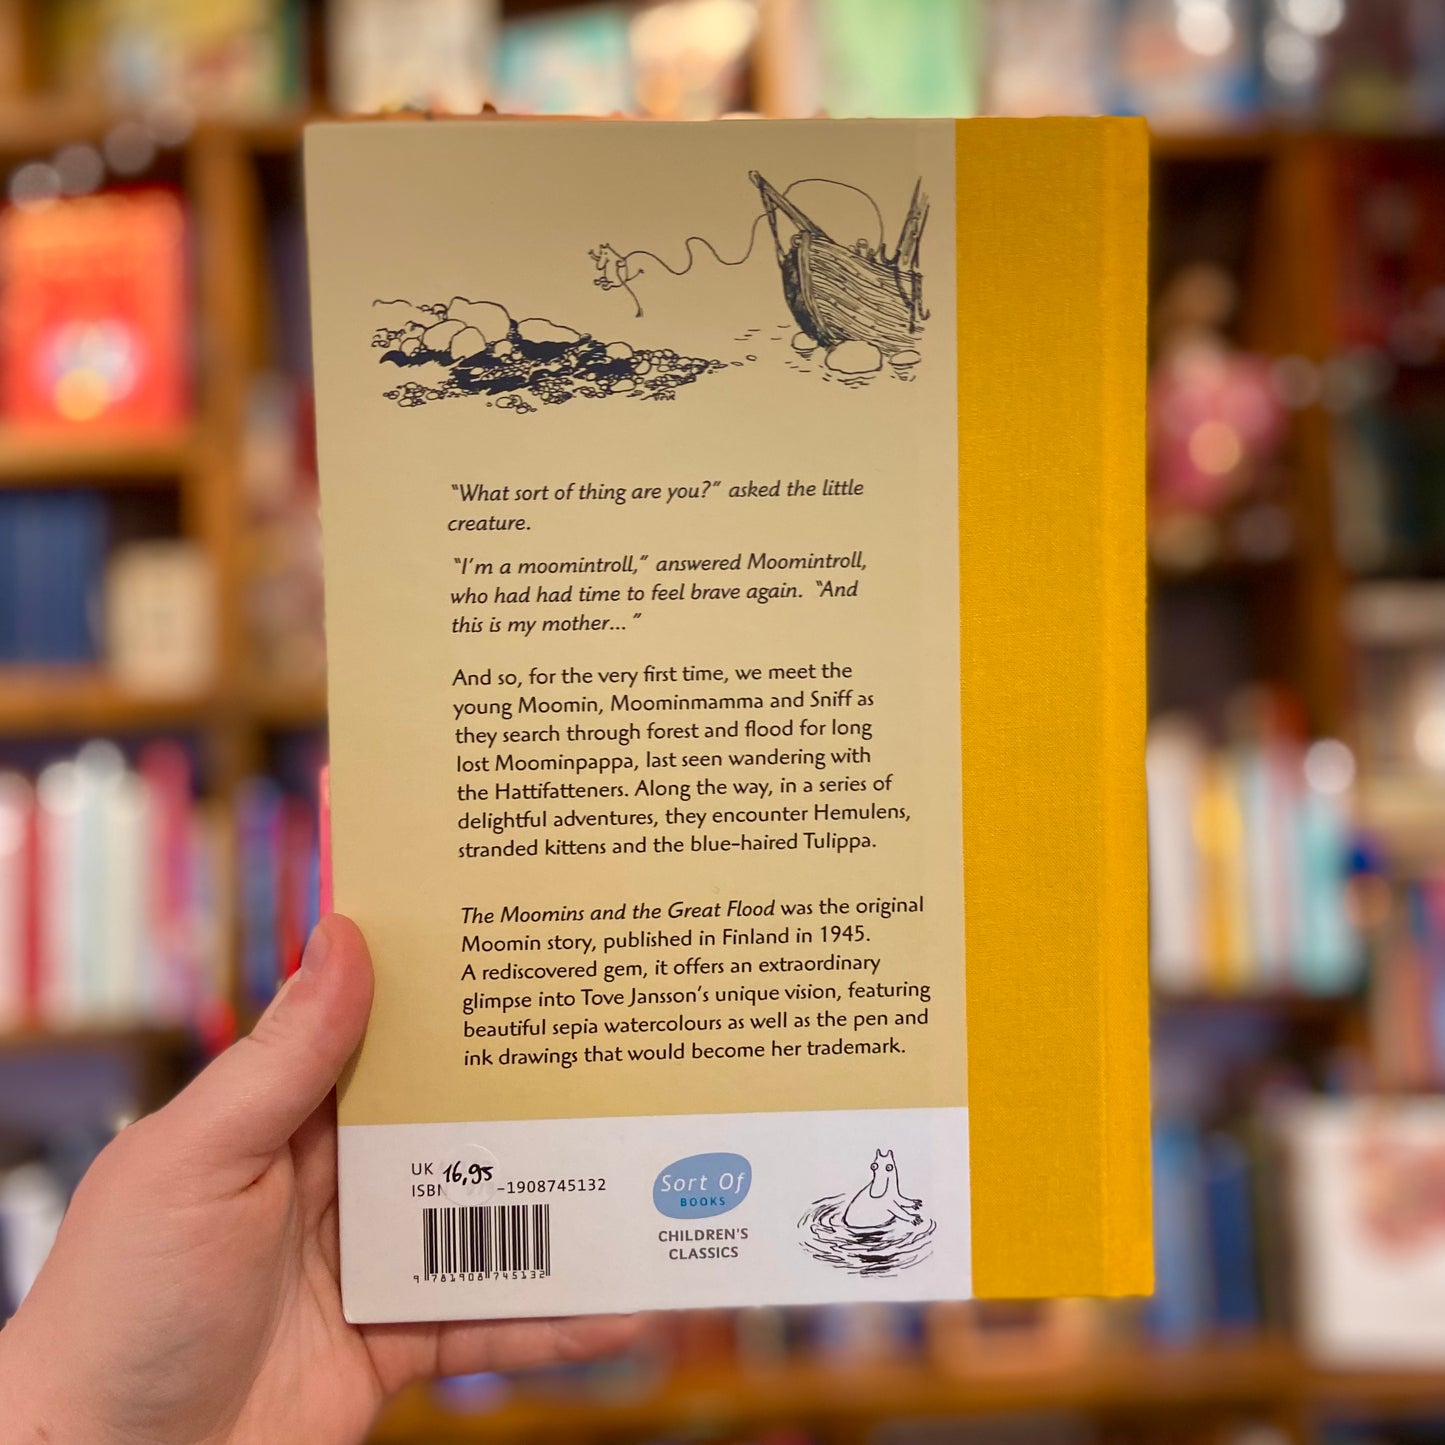 “What sort of thing are you?” asked the little
creature.
“I’m a moomintroll,” answered Moomintroll,
who had had time to feel brave again. “And
this is my mother... ”
And so, for the very first time, we meet the
young Moomin, Moominmamma and Sniff as
they search through forest and flood for long
lost Moominpappa, last seen wandering with
the Hattifatteners. Along the way, in a series of
delightful adventures, they encounter Hemulens,
stranded kittens and the blue-haired Tulippa.
The Moomins and the Great Flood was the original
Moomin story, published in Finland in 1945.
A rediscovered gem, it offers an extraordinary
glimpse into Tove Jansson’s unique vision, featuring
beautiful sepia watercolours as well as the pen and
ink drawings that would become her trademark.
UK 16,95
ISBN -1908745132
9 781908 745132
Sort Of
BOOKS
CHILDREN’S
CLASSICS